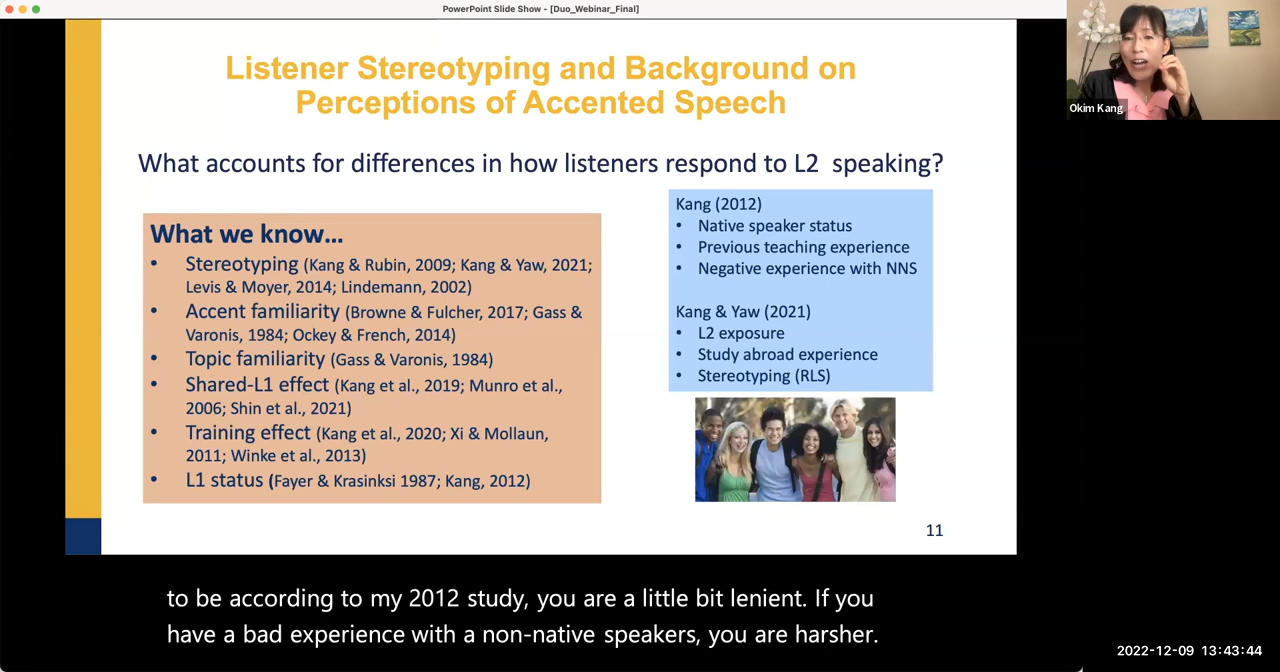 PowerPoint Slide Show - [Duo_Webinar_Final]
Listener Stereotyping and Background on
Perceptions of Accented Speech
What accounts for differences in how listeners respond to L2 speaking?
What we know...
• Stereotyping (Kang & Rubin, 2009; Kang & Yaw, 2021;
Levis & Moyer, 2014; Lindemann, 2002)
• Accent familiarity (Browne & Fulcher, 2017; Gass &
Varonis, 1984; Ockey & French, 2014)
• Topic familiarity (Gass & Varonis, 1984)
• Shared-L1 effect (Kang et al., 2019; Munro et al.,
2006; Shin et al., 2021)
• Training effect (Kang et al., 2020; Xi & Mollaun,
2011; Winke et al., 2013)
• L1 status (Fayer & Krasinksi 1987; Kang, 2012)
Kang (2012)
• Native speaker status
• Previous teaching experience
• Negative experience with NNS
Kang & Yaw (2021)
• L2 exposure
• Study abroad experience
• Stereotyping (RLS)
11
Okim Kang
to be according to my 2012 study, you are a little bit lenient. If you
have a bad experience with a non-native speakers, you are harsher.
2022-12-09 13:43:44